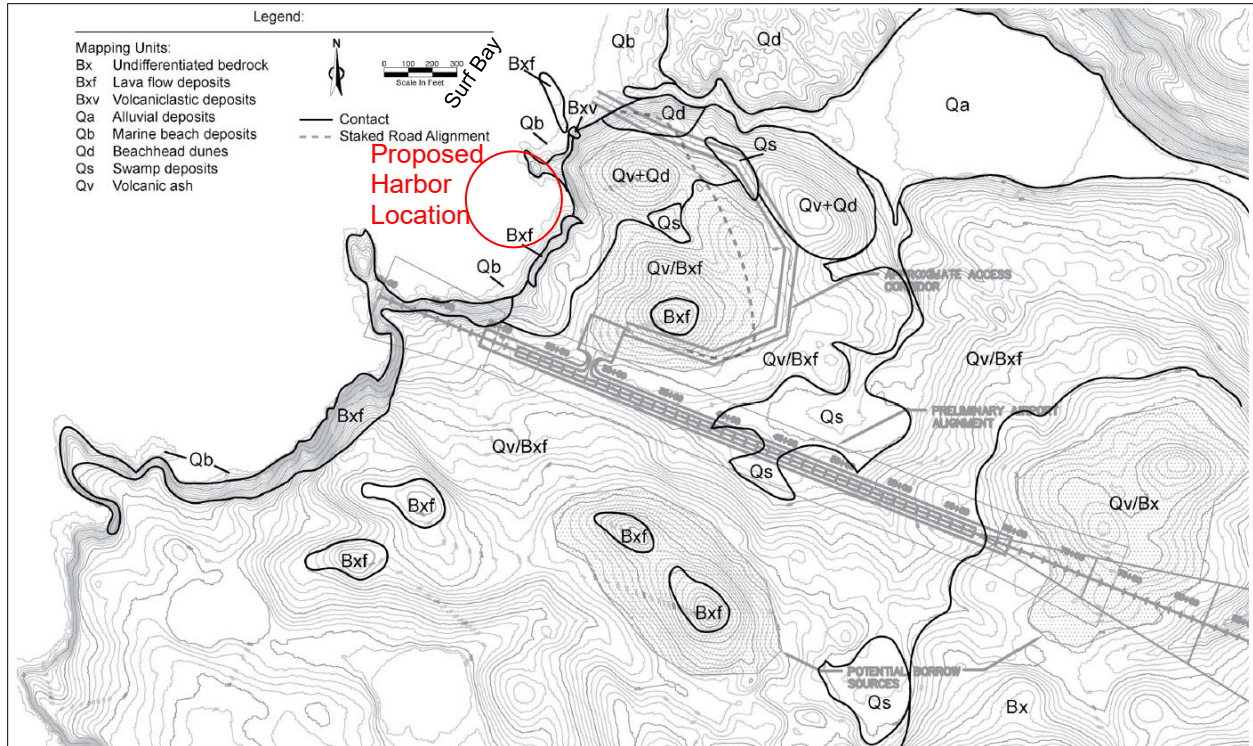 Legend:
Mapping Units:
Bx Undifferentiated bedrock
Bxf Lava flow deposits
Bxv Volcaniclastic deposits
Qa Alluvial deposits
Qb Marine beach deposits
Qd Beachhead dunes
Qs Swamp deposits
Qv Volcanic ash
N
0 100 200 300
Scale In Feet
Contact
Staked Road Alignment
Surf Bay
Proposed
Harbor
Location
Qb
Qd
Bxf
Qa
Bxv
Qb
Qd
Qs
Qv+Qd
Qv+Qd
Qs
Bxf
Qb
Qv/Bxf
APPROXIMATE ACCESS
CORRIDOR
Bxf
Qv/Bxf
Qv/Bxf
Bxf
Qs
PRELIMINARY AIRPORT
ALIGNMENT
Qv/Bxf
Qb
Qs
Bxf
Qv/Bx
Bxf
Bxf
Bxf
POTENTIAL BORROW
SOURCES
Qs
Bx